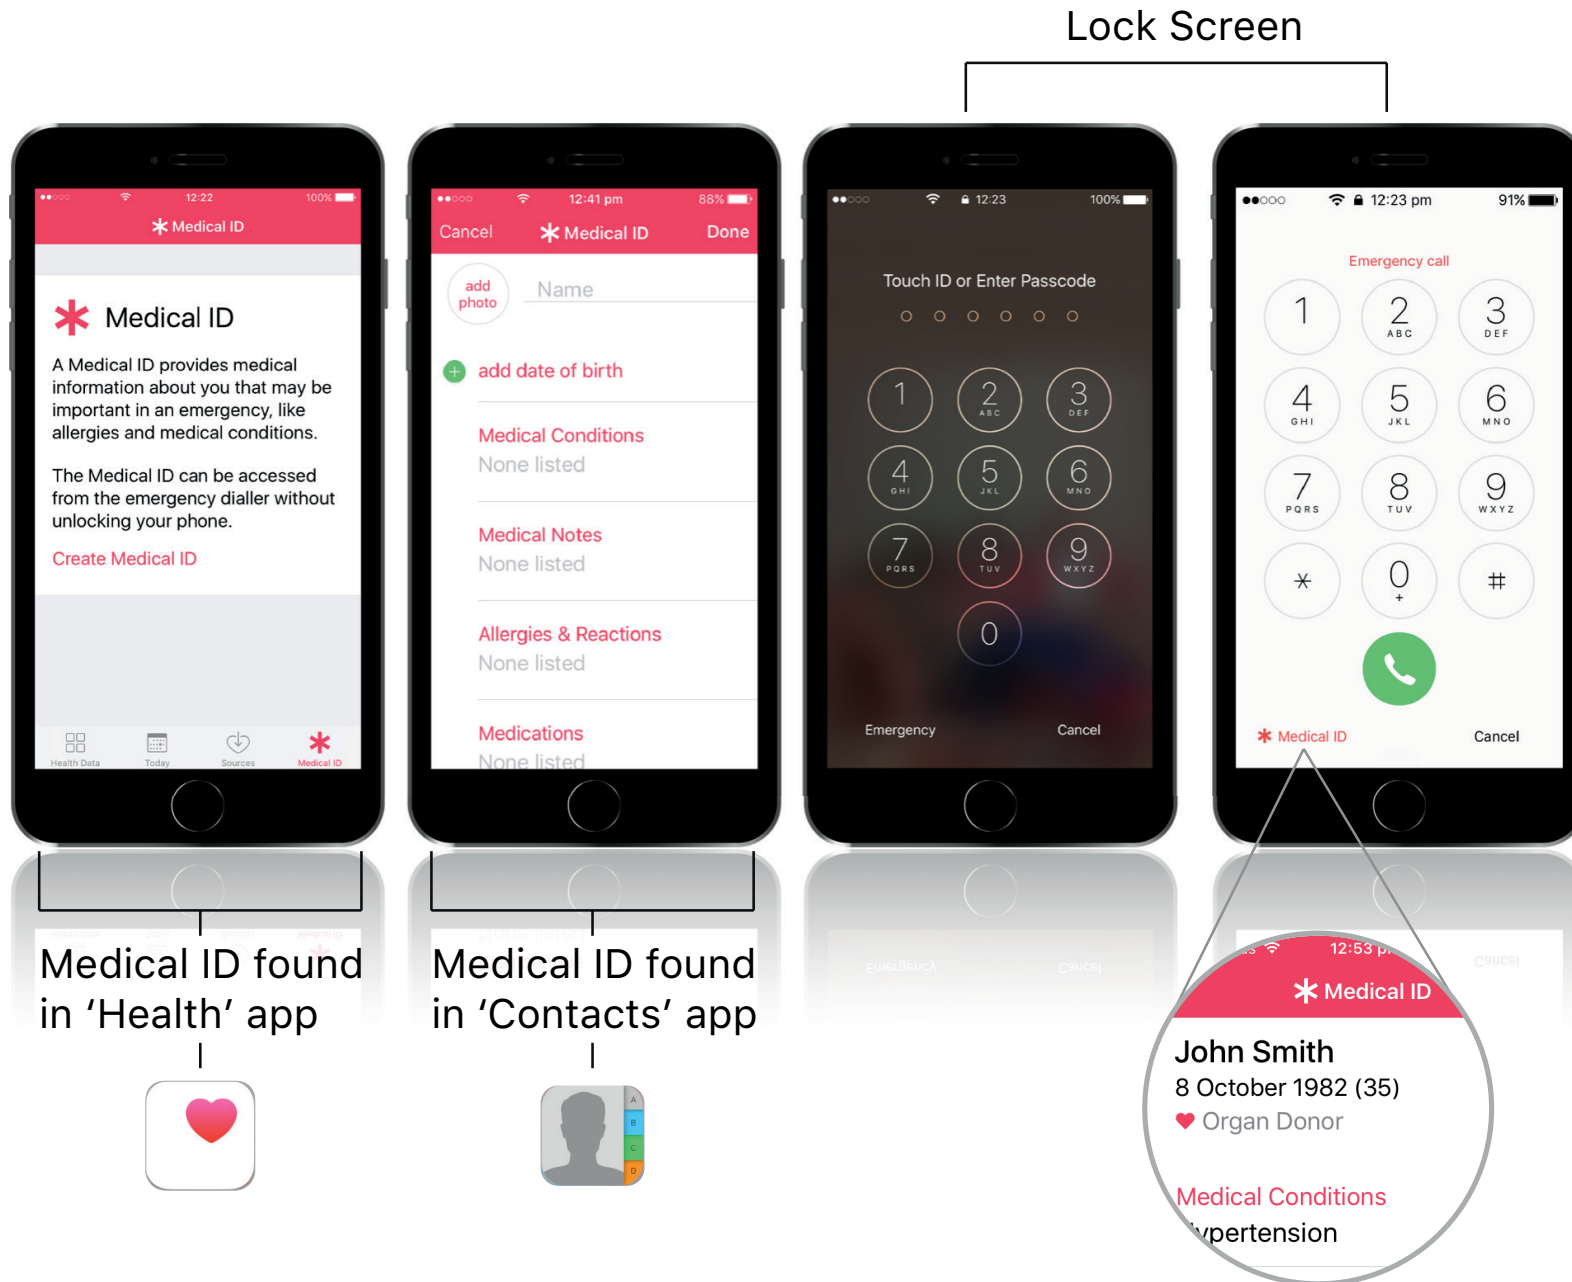 Lock Screen
12:22
100%
Medical ID
Medical ID
A Medical ID provides medical
information about you that may be
important in an emergency, like
allergies and medical conditions.
The Medical ID can be accessed
from the emergency dialler without
unlocking your phone.
Create Medical ID
Health Data
Today
Sources
Medical ID
12:41 pm
88%
Cancel
Medical ID
Done
add
photo
Name
add date of birth
Medical Conditions
None listed
Medical Notes
None listed
Allergies & Reactions
None listed
Medications
None listed
12:23
100%
Touch ID or Enter Passcode
1
2
ABC
3
DEF
4
GHI
5
JKL
6
MNO
7
PQRS
8
TUV
9
WXYZ
0
Emergency
Cancel
12:23 pm
91%
Emergency call
1
2
ABC
3
DEF
4
GHI
5
JKL
6
MNO
7
PQRS
8
TUV
9
WXYZ
*
0
+
#
Medical ID
Cancel
Medical ID found
in ‘Health’ app
Medical ID found
in ‘Contacts’ app
A
B
C
D
12:53
Medical ID
John Smith
8 October 1982 (35)
Organ Donor
Medical Conditions
ypertension